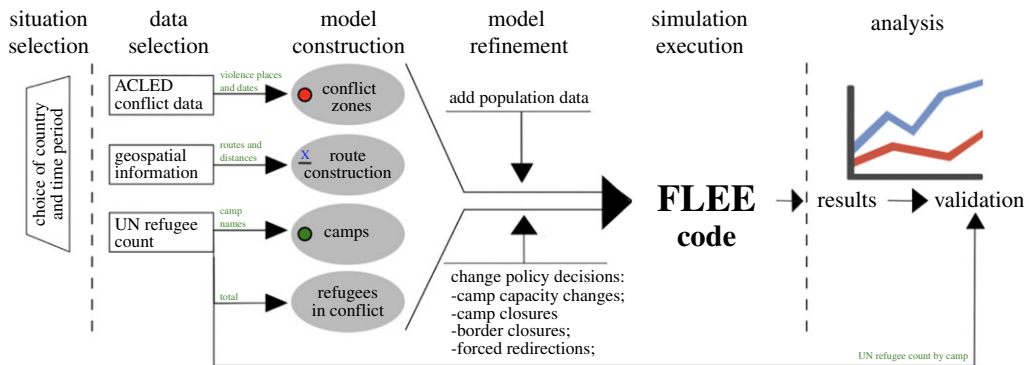 situation
selection
data
selection
model
construction
model
refinement
simulation
execution
analysis
choice of country
and time period
ACLED
conflict data
violence places
and dates
conflict
zones
geospatial
information
routes and
distances
x
route
construction
UN refugee
count
camp
names
camps
total
refugees
in conflict
add population data
change policy decisions:
-camp capacity changes;
-camp closures
-border closures;
-forced redirections;
FLEE
code
results
validation
UN refugee count by camp